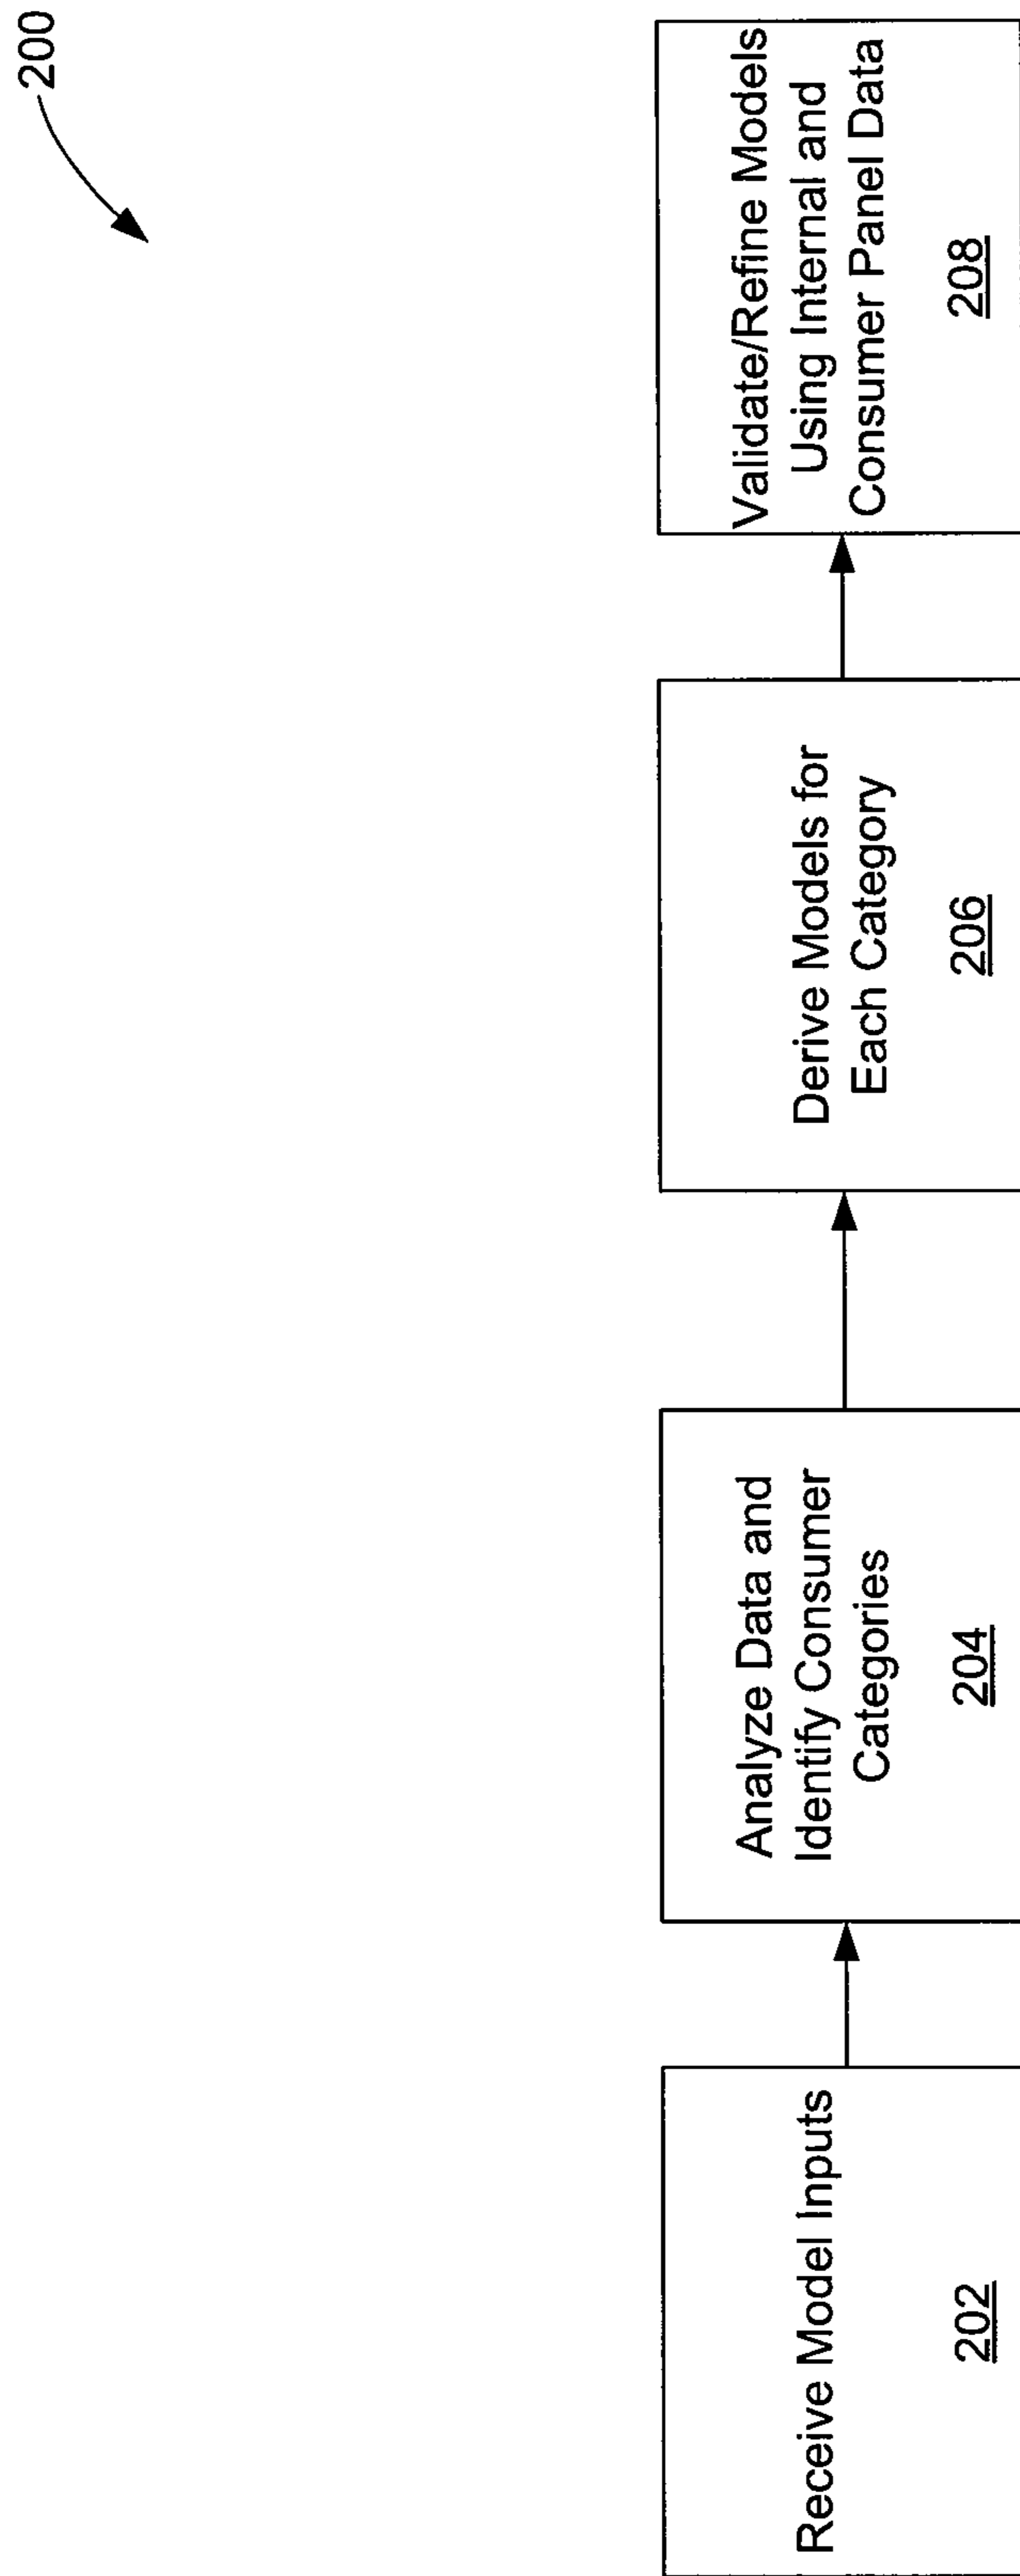 200
Receive Model Inputs
202
Analyze Data and
Identify Consumer
Categories
204
Derive Models for
Each Category
206
Validate/Refine Models
Using Internal and
Consumer Panel Data
208